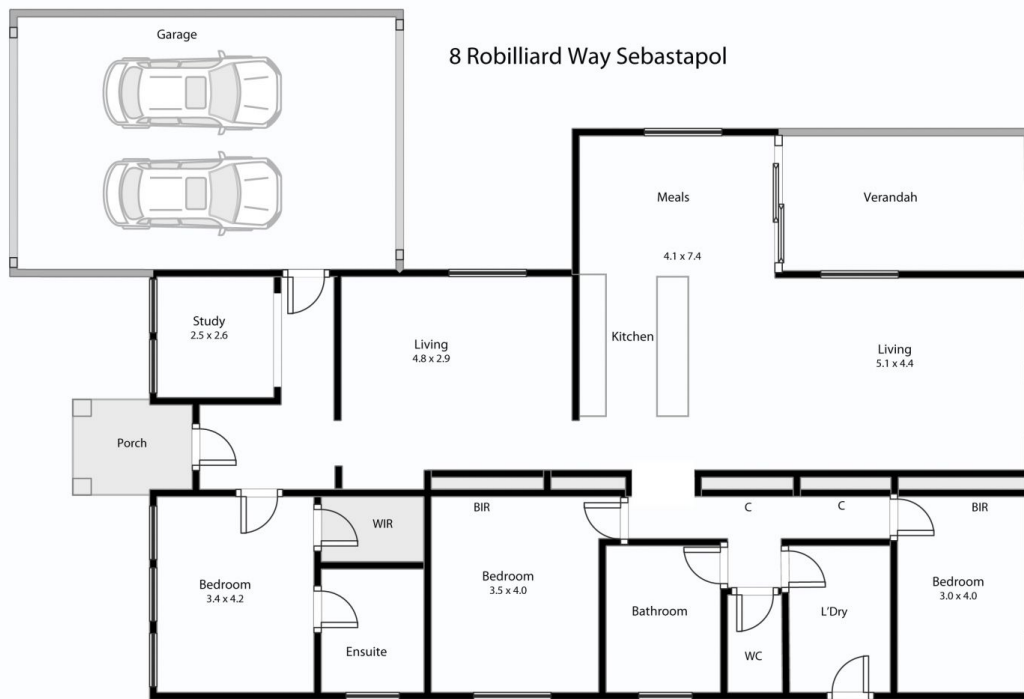 Garage
8 Robilliard Way Sebastapol
Meals
Verandah
4.1 x 7.4
Study
2.5 x 2.6
Living
4.8 x 2.9
Kitchen
Living
5.1 x 4.4
Porch
WIR
BIR
C
C
BIR
Bedroom
3.4 x 4.2
Bedroom
3.5 x 4.0
Bedroom
3.0 x 4.0
Bathroom
L'Dry
Ensuite
WC